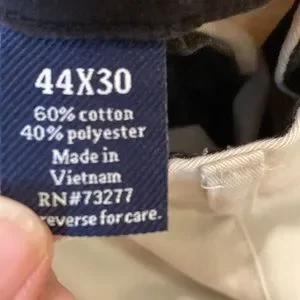 44X30
60% cotton
40% polyester
Made in
Vietnam
RN#73277
reverse for care.